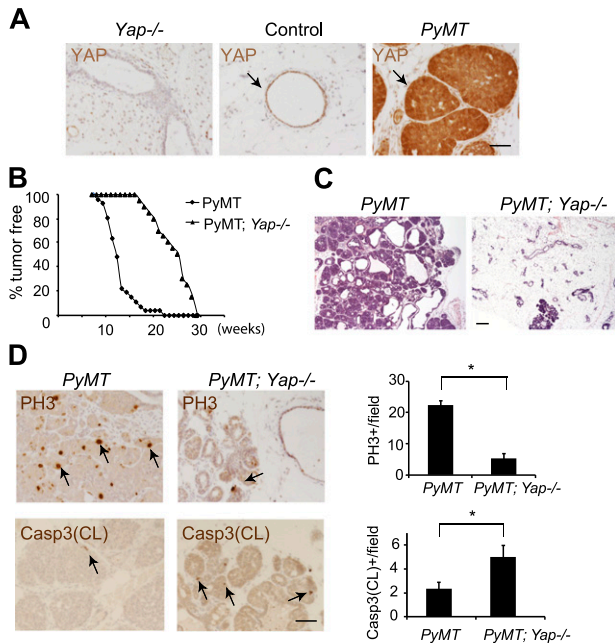 A
Yap-/-
Control
PyMT
YAP
YAP
YAP
B
% tumor free
100
80
60
40
20
0
10
20
30
(weeks)
PyMT
PyMT; Yap-/-
C
PyMT
PyMT; Yap-/-
D
PyMT
PyMT; Yap-/-
PH3
PH3
Casp3(CL)
Casp3(CL)
PH3+/field
30
20
10
0
*
PyMT
PyMT; Yap-/-
Casp3(CL)+/field
6
4
2
0
*
PyMT
PyMT; Yap-/-